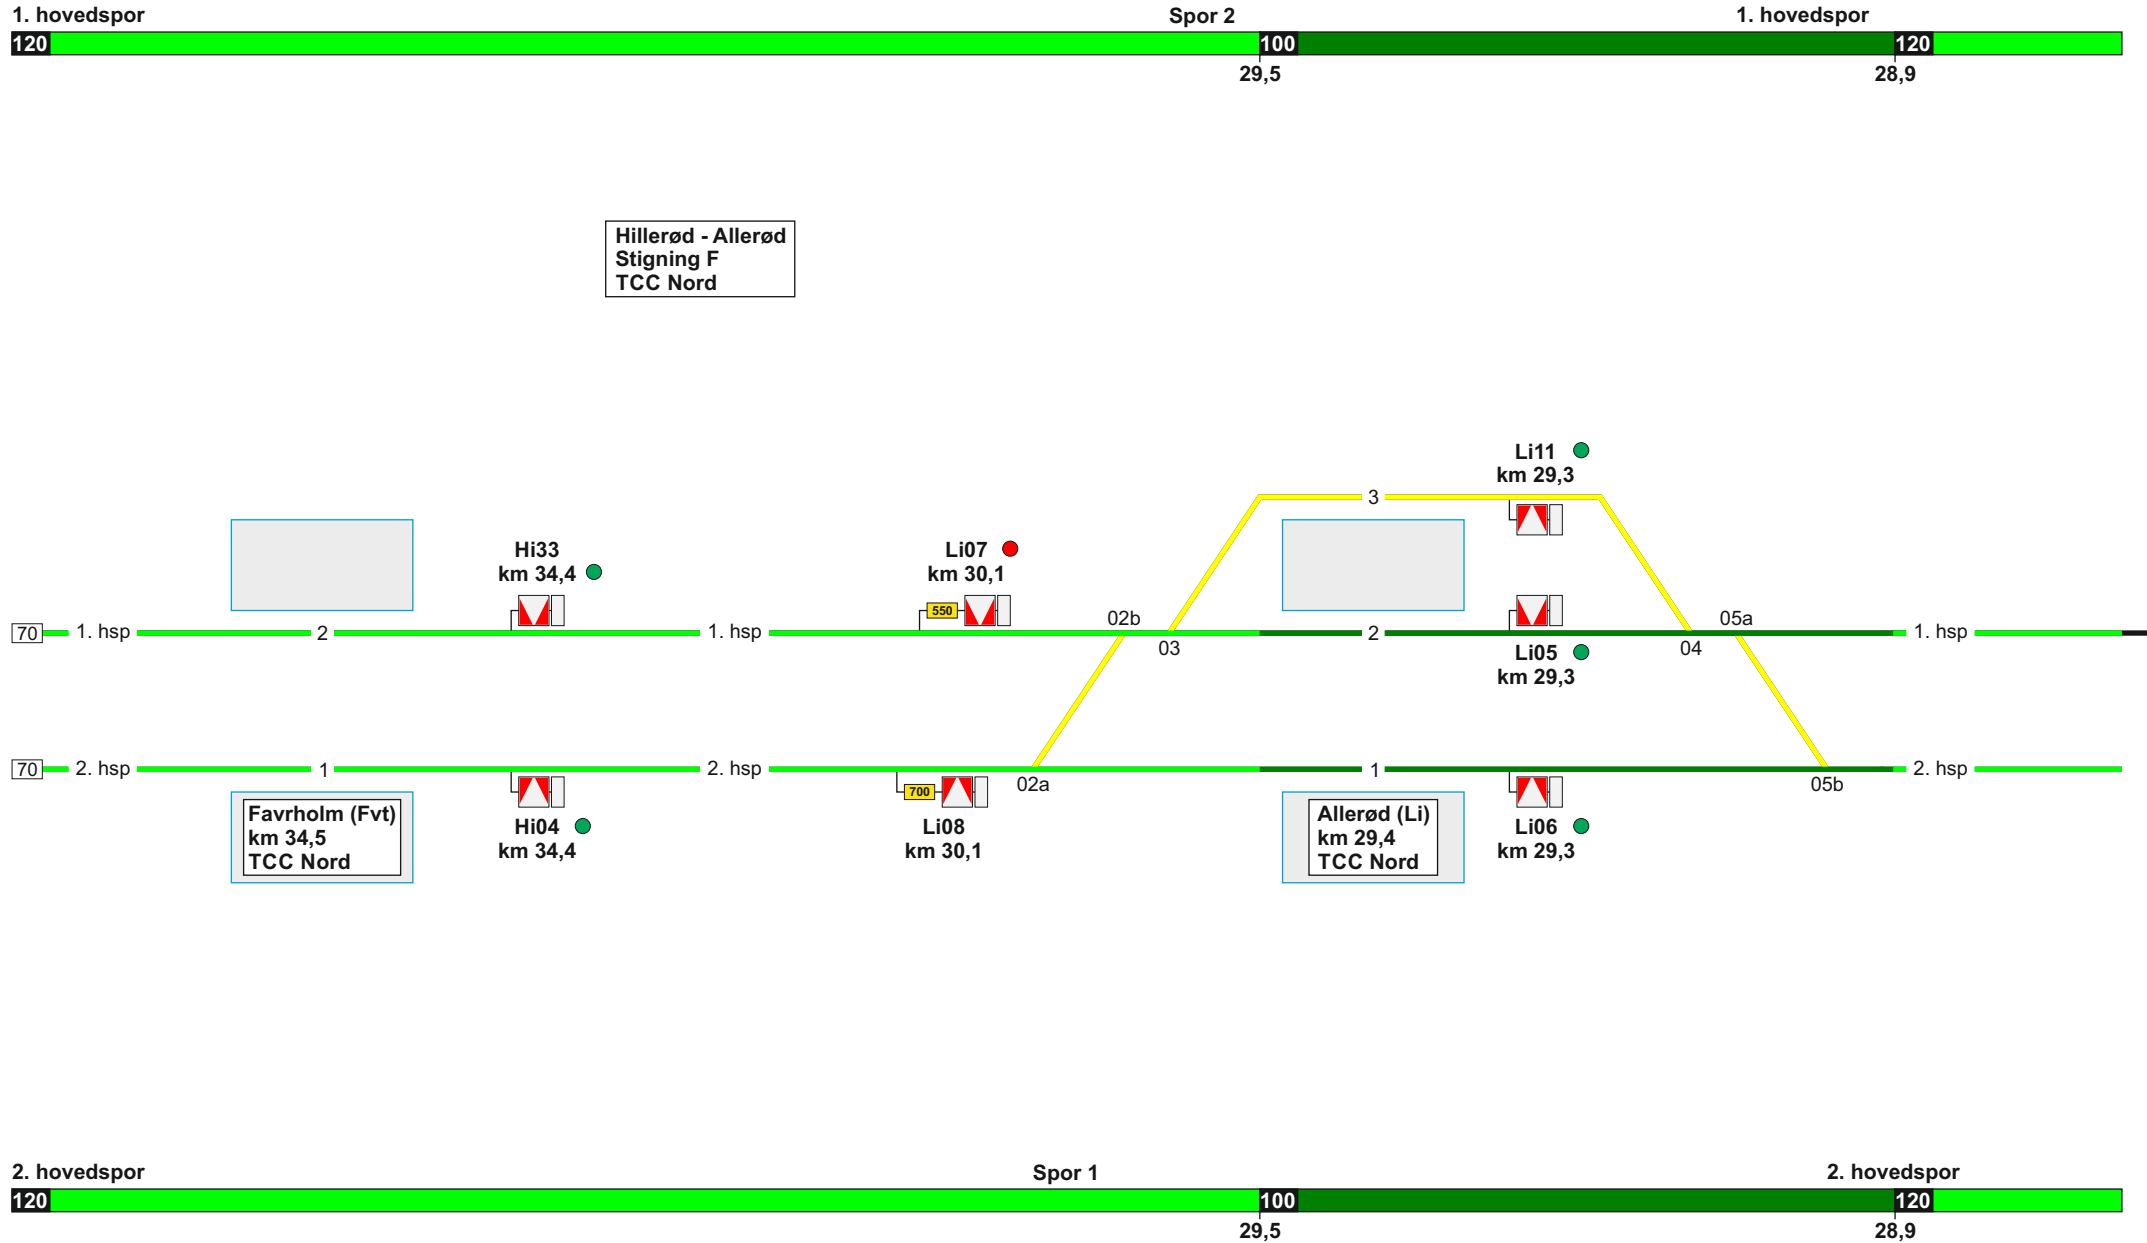 1. hovedspor
Spor 2
1. hovedspor
120
100
120
29,5
28,9
Hillerød - Allerød
Stigning F
TCC Nord
Li11
km 29,3
3
Hi33
km 34,4
Li07
km 30,1
550
02b
05a
70
1. hsp
2
1. hsp
2
1. hsp
03
04
Li05
km 29,3
70
2. hsp
1
2. hsp
1
2. hsp
700
02a
05b
Favrholm (Fvt)
km 34,5
TCC Nord
Hi04
km 34,4
Li08
km 30,1
Allerød (Li)
km 29,4
TCC Nord
Li06
km 29,3
2. hovedspor
Spor 1
2. hovedspor
120
100
120
29,5
28,9